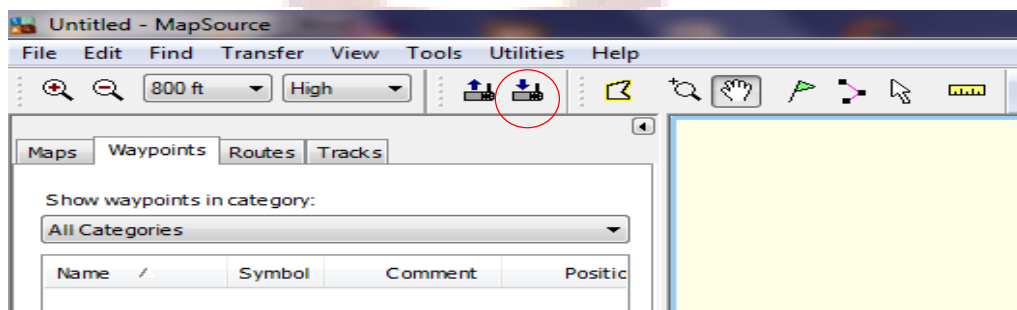 Untitled - MapSource
File Edit Find Transfer View Tools Utilities Help
800 ft High
Maps Waypoints Routes Tracks
Show waypoints in category:
All Categories
Name Symbol Comment Positic